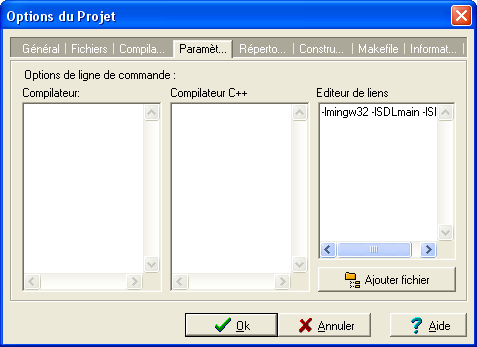 Options du Projet
Général Fichiers Compila... Paramèt... Réperto... Constru... Makefile Informat...
Options de ligne de commande :
Compilateur: Compilateur C++ Editeur de liens
-lmingw32 -lSDLmain -lSI
Ajouter fichier
Ok Annuler ? Aide